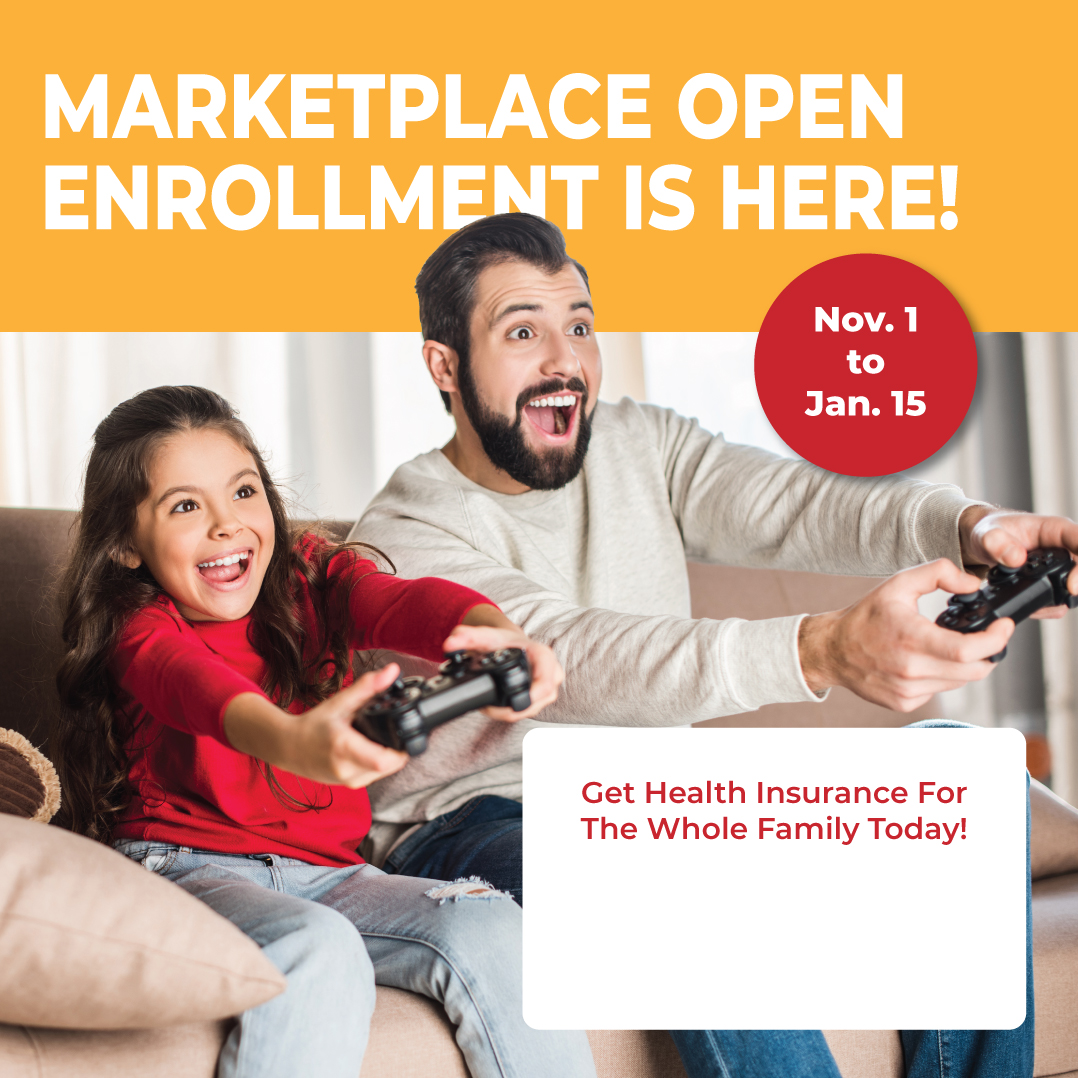 MARKETPLACE OPEN
ENROLLMENT IS HERE!
Nov. 1
to
Jan. 15
Get Health Insurance For
The Whole Family Today!